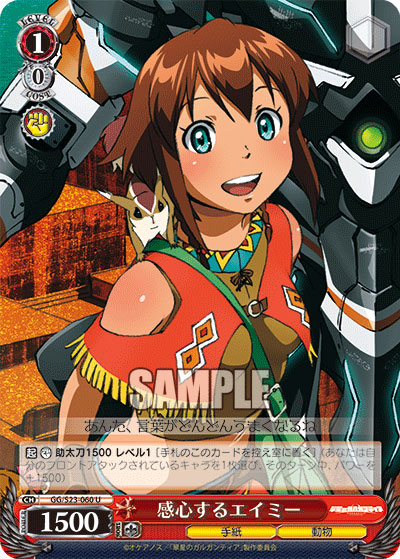 LEVEL
1
0
COST
SAMPLE
あんた、言葉がどんどんうまくなるね
起 助太刀1500 レベル1 [手札のこのカードを控え室に置く](あなたは
自分のフロントアタックされているキャラを1枚選び、そのターン中、パワーを
+1500)
CH
GG/S23-060 U
1500
感心するエイミー
手紙
動物
©オケアノス/「翠星のガルガンティア」製作委員会